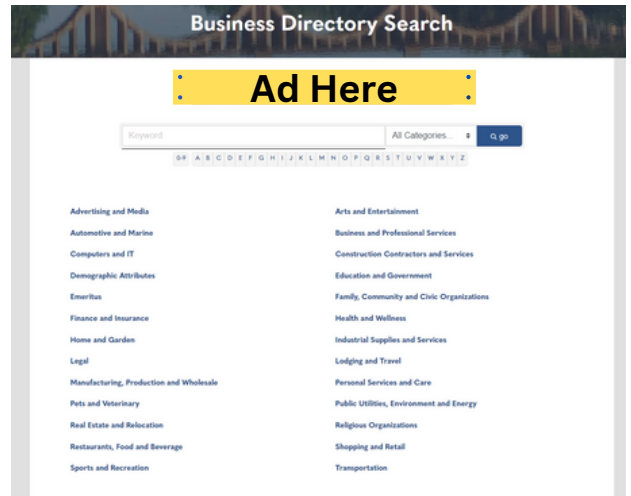 Business Directory Search
Ad Here
Keyword
All Categories...
go
0-9 A B C D E F G H I J K L M N O P Q R S T U V W X Y Z
Advertising and Media
Arts and Entertainment
Automotive and Marine
Business and Professional Services
Computers and IT
Construction Contractors and Services
Demographic Attributes
Education and Government
Emeritus
Family, Community and Civic Organizations
Finance and Insurance
Health and Wellness
Home and Garden
Industrial Supplies and Services
Legal
Lodging and Travel
Manufacturing, Production and Wholesale
Personal Services and Care
Pets and Veterinary
Public Utilities, Environment and Energy
Real Estate and Relocation
Religious Organizations
Restaurants, Food and Beverage
Shopping and Retail
Sports and Recreation
Transportation